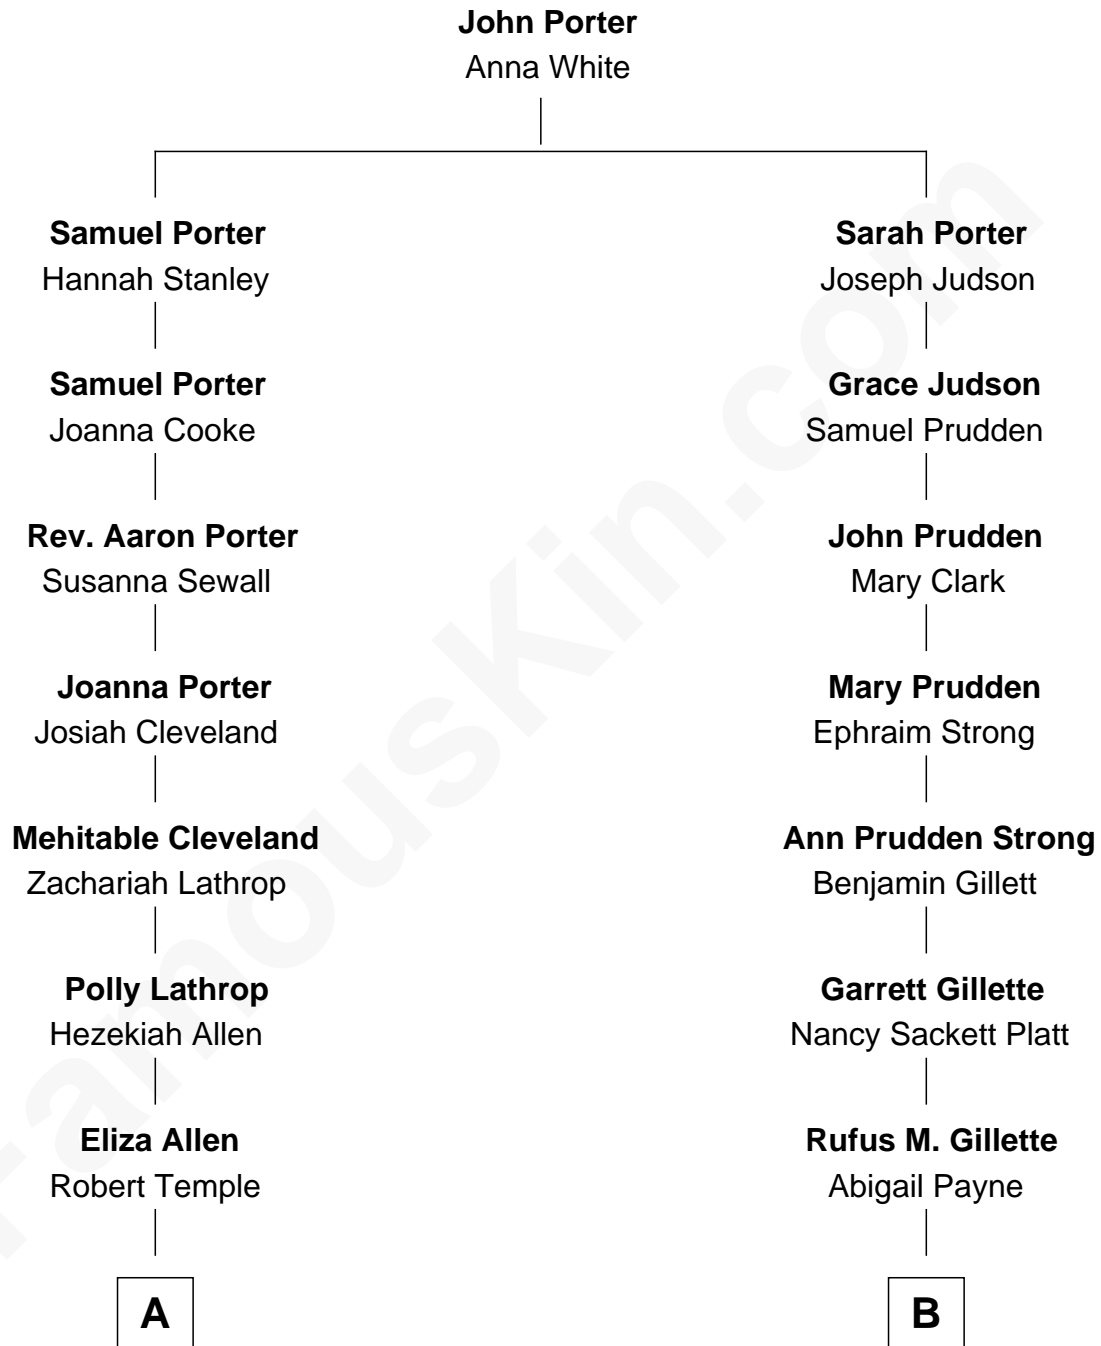 John Porter
Anna White
Samuel Porter
Hannah Stanley
Sarah Porter
Joseph Judson
Samuel Porter
Joanna Cooke
Grace Judson
Samuel Prudden
Rev. Aaron Porter
Susanna Sewall
John Prudden
Mary Clark
Joanna Porter
Josiah Cleveland
Mary Prudden
Ephraim Strong
Mehitable Cleveland
Zachariah Lathrop
Ann Prudden Strong
Benjamin Gillett
Polly Lathrop
Hezekiah Allen
Garrett Gillette
Nancy Sackett Platt
Eliza Allen
Robert Temple
Rufus M. Gillette
Abigail Payne
A
B
FamousKin.com